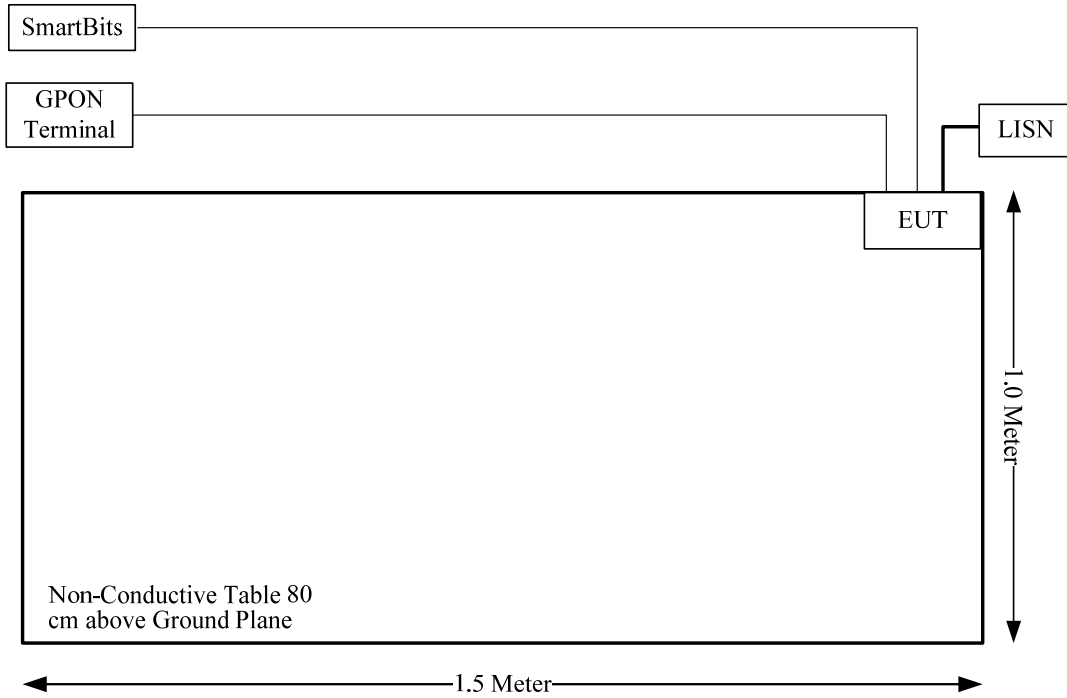 SmartBits
GPON
Terminal
LISN
EUT
1.0 Meter
Non-Conductive Table 80
cm above Ground Plane
1.5 Meter